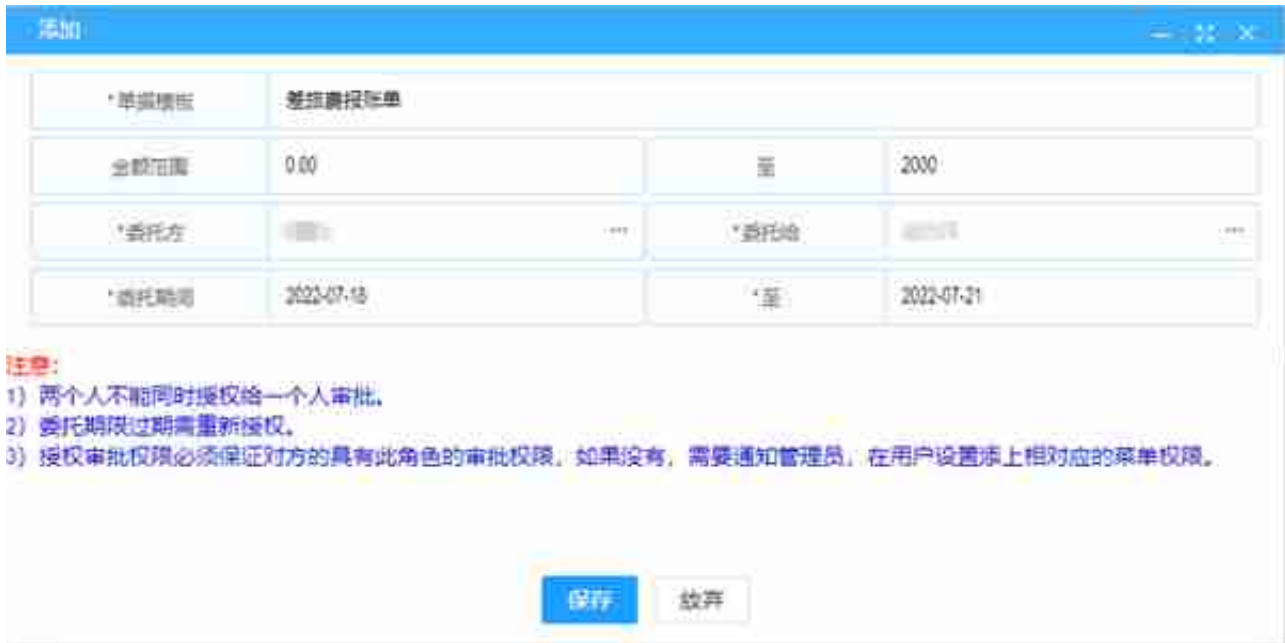 添加
*单据模板 差旅费报账单
金额范围 0.00 至 2000
*委托方 *委托给
*委托期间 2022-07-18 *至 2022-07-21
注意：
1）两个人不能同时授权给一个人审批。
2）委托期限过期需重新授权。
3）授权审批权限必须保证对方的具有此角色的审批权限，如果没有，需要通知管理员，在用户设置添上相对应的菜单权限。
保存 放弃